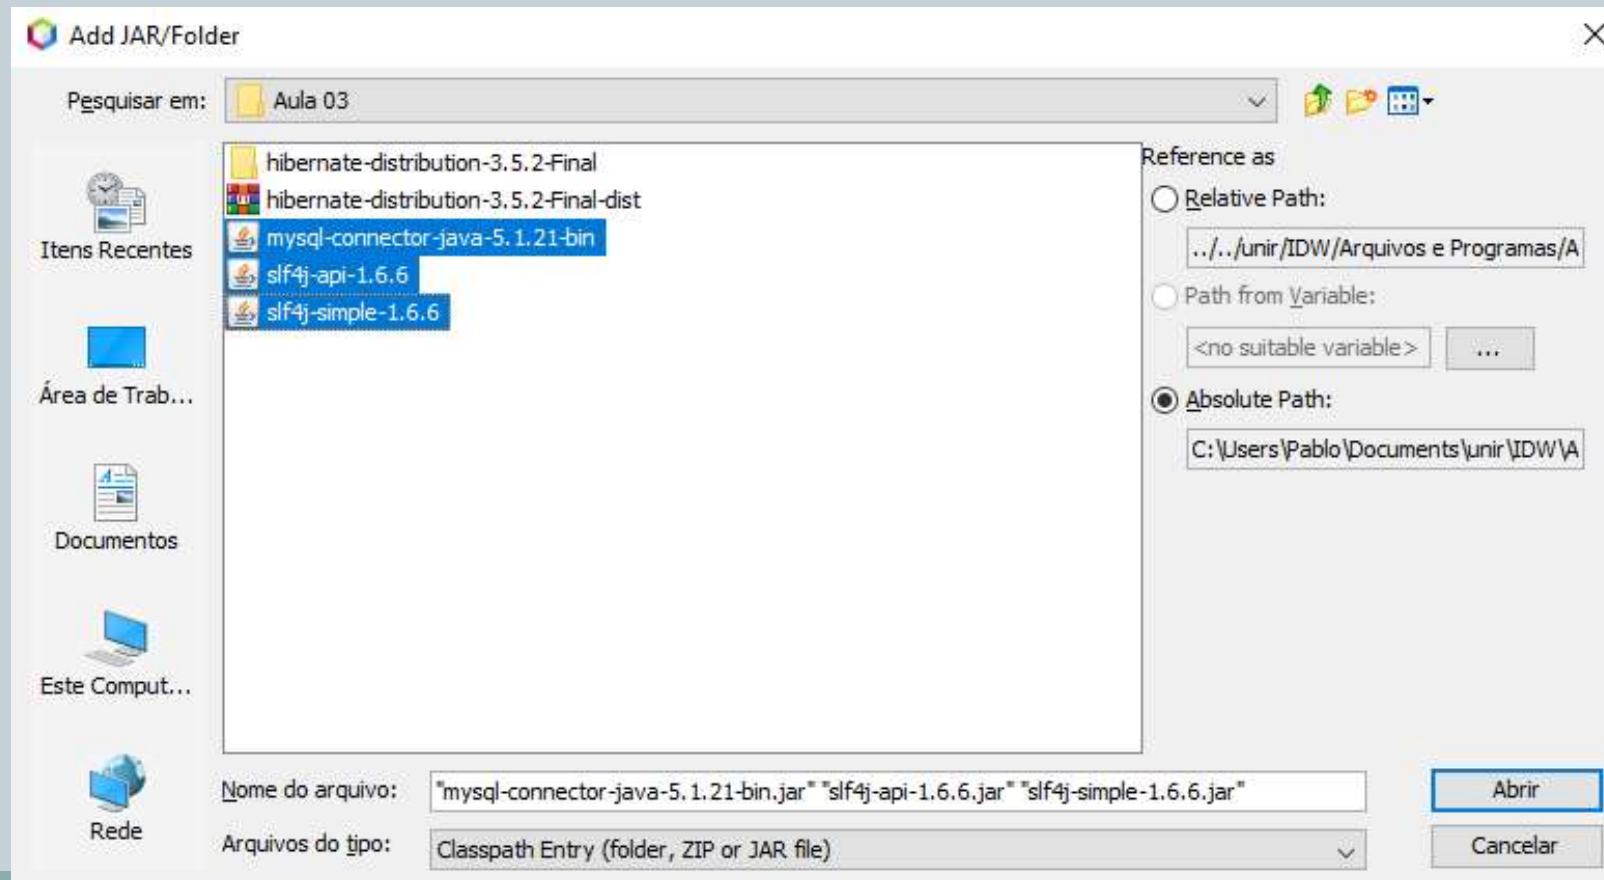 Add JAR/Folder
Pesquisar em:
Aula 03
Itens Recentes
Área de Trab...
Documentos
Este Comput...
Rede
hibernate-distribution-3.5.2-Final
hibernate-distribution-3.5.2-Final-dist
mysql-connector-java-5.1.21-bin
slf4j-api-1.6.6
slf4j-simple-1.6.6
Reference as
Relative Path:
../../unir/IDW/Arquivos e Programas/A
Path from Variable:
<no suitable variable>
...
Absolute Path:
C:\Users\Pablo\Documents\unir\IDW\A
Nome do arquivo:
"mysql-connector-java-5.1.21-bin.jar" "slf4j-api-1.6.6.jar" "slf4j-simple-1.6.6.jar"
Abrir
Arquivos do tipo:
Classpath Entry (folder, ZIP or JAR file)
Cancelar